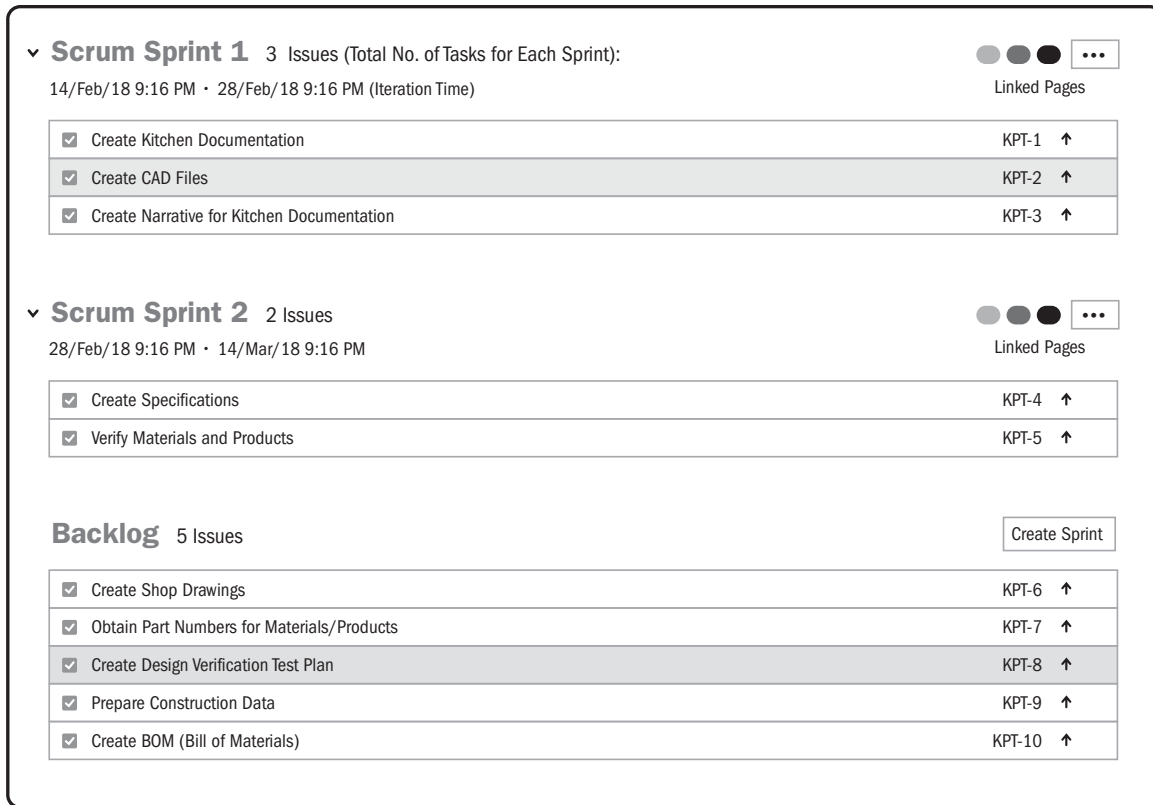 Scrum Sprint 1 3 Issues (Total No. of Tasks for Each Sprint):
14/Feb/18 9:16 PM • 28/Feb/18 9:16 PM (Iteration Time)
Linked Pages
Create Kitchen Documentation KPT-1
Create CAD Files KPT-2
Create Narrative for Kitchen Documentation KPT-3
Scrum Sprint 2 2 Issues
28/Feb/18 9:16 PM • 14/Mar/18 9:16 PM
Linked Pages
Create Specifications KPT-4
Verify Materials and Products KPT-5
Backlog 5 Issues Create Sprint
Create Shop Drawings KPT-6
Obtain Part Numbers for Materials/Products KPT-7
Create Design Verification Test Plan KPT-8
Prepare Construction Data KPT-9
Create BOM (Bill of Materials) KPT-10